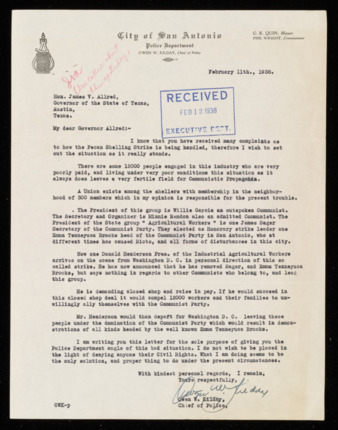 City of San Antonio
Police Department
OWEN W. KILDAY, Chief of Police
C. K. QUIN, Mayor
PHIL WRIGHT, Commissioner
February 11th., 1938.
Hon. James V. Allred,
Governor of the State of Texas,
Austin,
Texas.
RECEIVED
FEB 12 1938
EXECUTIVE DEPT.
My dear Governor Allred:-
I know that you have received many complaints as
to how the Pecan Shelling Strike is being handled, therefore I wish to set
out the situation as it really stands.
There are some 12000 people engaged in this industry who are very
poorly paid, and living under very poor conditions this situation as it
always does leaves a very fertile field for Communistic Propaganda.
A Union exists among the shellers with membership in the neighbor-
hood of 300 members which in my opinion is responsible for the present trouble.
The President of this group is Willie Garcia an outspoken Communist.
The Secretary and Organizer is Minnie Rendon also an admitted Communist. The
President of the State group " Agricultural Workers " is one James Sager
Secretary of the Communist Party. They elected as Honorary strike leader one
Emma Tenneyuca Brooks head of the Communist Party in San Antonio, who at
different times has caused Riots, and all forms of disturbances in this city.
Now one Donald Henderson Pres. of the Industrial Agricultural Workers
arrives on the scene from Washington D. C. in personal direction of this so
called strike. He has now announced that he has removed Sager, and Emma Tenneyuca
Brooks, but says nothing in regards to other Communists who belong to, and lead
this group.
He is demanding closed shop and raise in pay. If he would succeed in
this closed shop deal it would compel 12000 workers and their families to un-
willingly ally themselves with the Communist Party.
Mr. Henderson would then depart for Washington D. C. leaving these
people under the domination of the Communist Party which would result in demon-
strations of all kinds headed by the well known Emma Tenneyuca Brooks.
I am writing you this letter for the sole purpose of giving you the
Police Department angle of this bad situation. I do not wish to be placed in
the light of denying anyone their Civil Rights. What I am doing seems to be
the only solution, and proper thing to do under the present circumstances.
With kindest personal regards, I remain,
Yours respectfully,
Owen W Kilday
Owen W. Kilday,
Chief of Police.
OWK-p